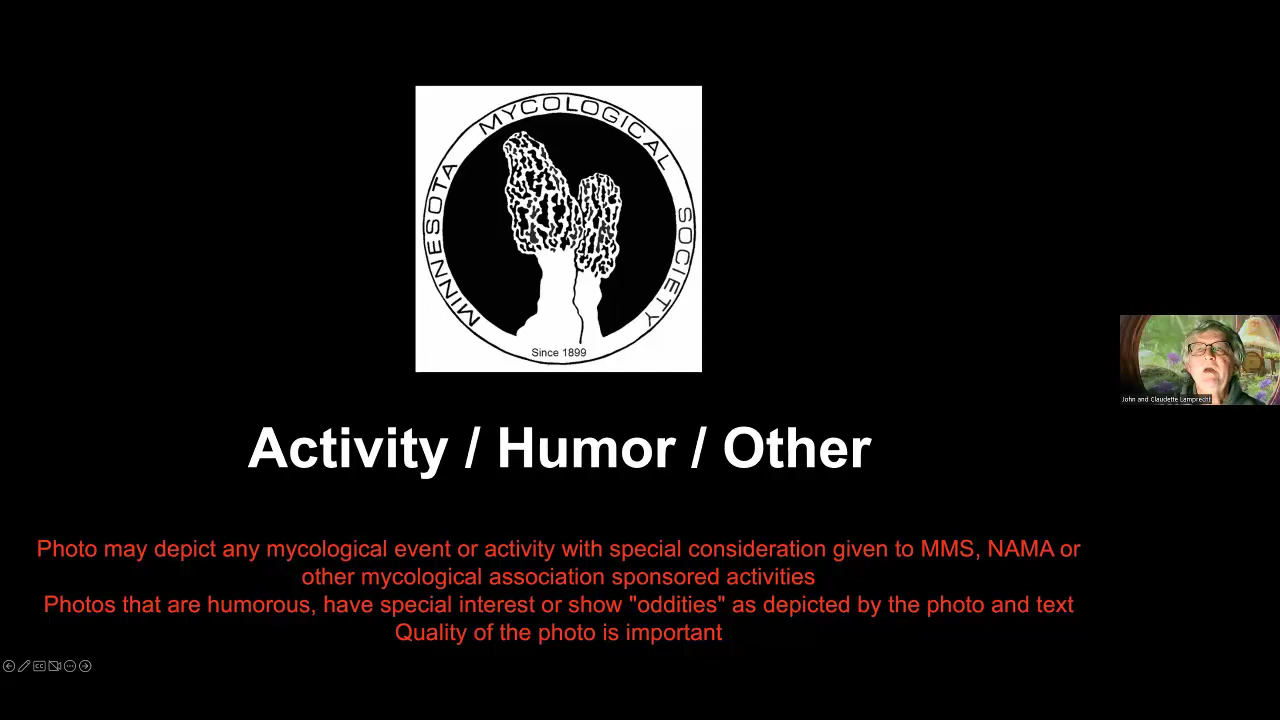 MINNESOTA MYCOLOGICAL SOCIETY
Since 1899
Activity / Humor / Other
Photo may depict any mycological event or activity with special consideration given to MMS, NAMA or
other mycological association sponsored activities
Photos that are humorous, have special interest or show "oddities" as depicted by the photo and text
Quality of the photo is important
John and Claudette Lamprecht